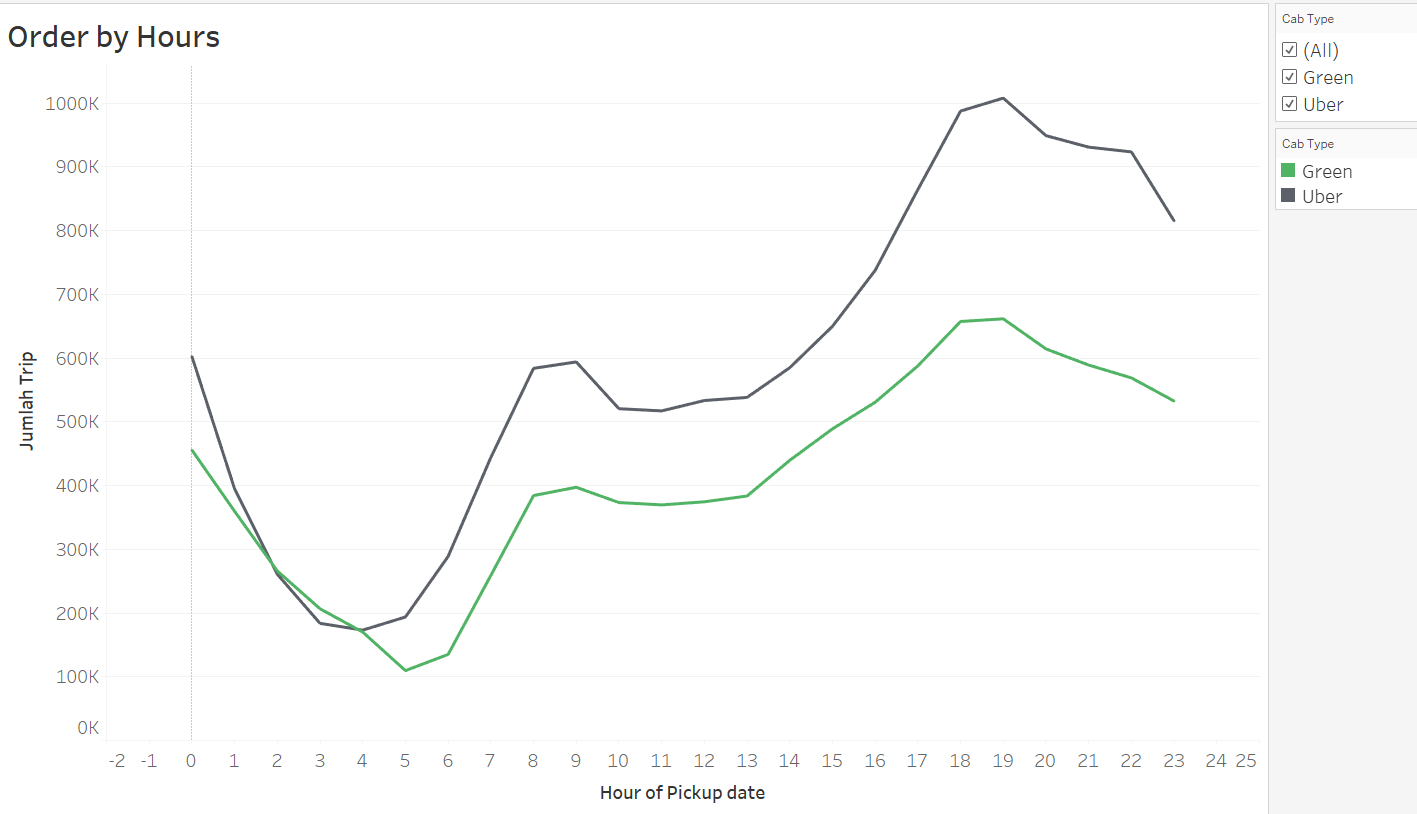 Order by Hours
1000K
900K
800K
700K
600K
500K
400K
300K
200K
100K
0K
Jumlah Trip
-2 -1 0 1 2 3 4 5 6 7 8 9 10 11 12 13 14 15 16 17 18 19 20 21 22 23 24 25
Hour of Pickup date
Cab Type
(All)
Green
Uber
Cab Type
Green
Uber